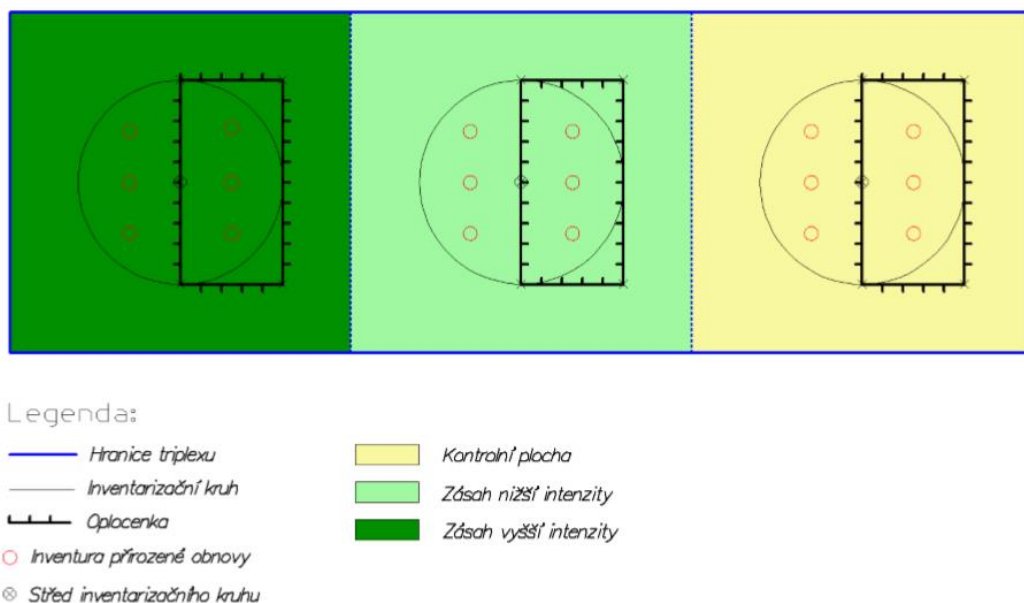 Legenda:
Hranice triplexu
Inventarizační kruh
Oplocenka
Inventura přirozené obnovy
Střed inventarizačního kruhu
Kontrolní plocha
Zásah nižší intenzity
Zásah vyšší intenzity